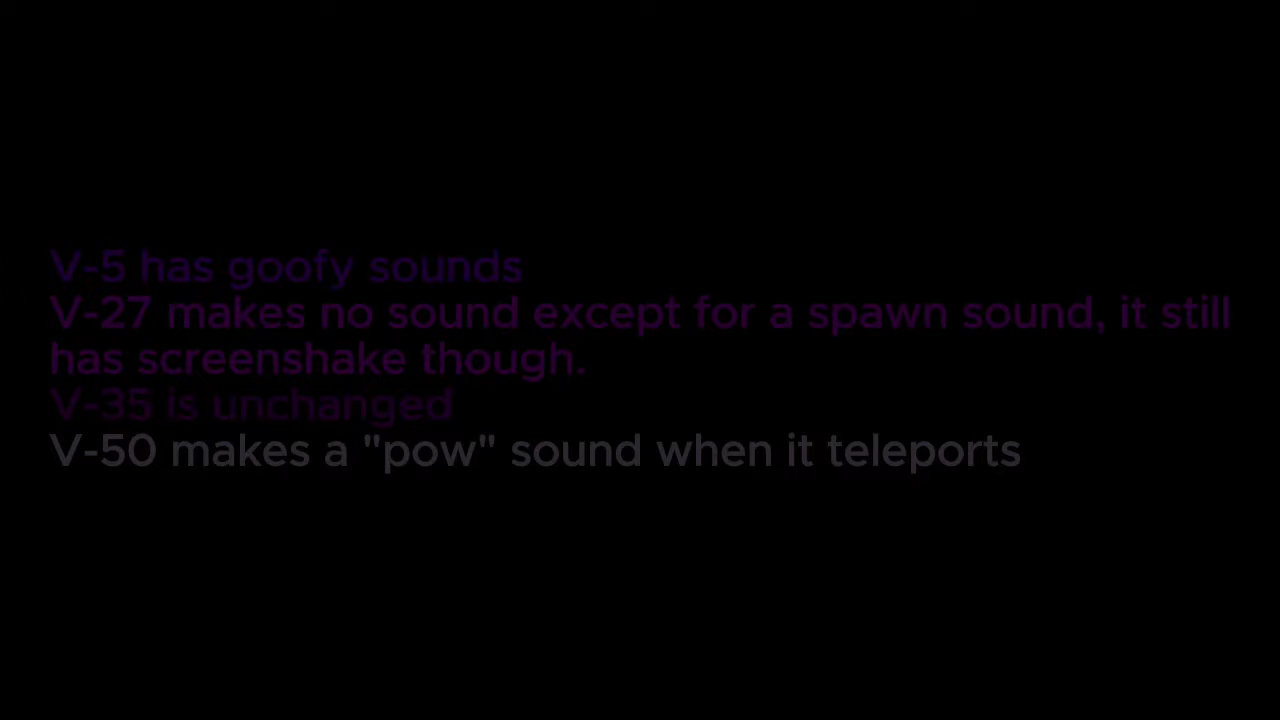 V-5 has goofy sounds
V-27 makes no sound except for a spawn sound, it still
has screenshake though.
V-35 is unchanged
V-50 makes a "pow" sound when it teleports